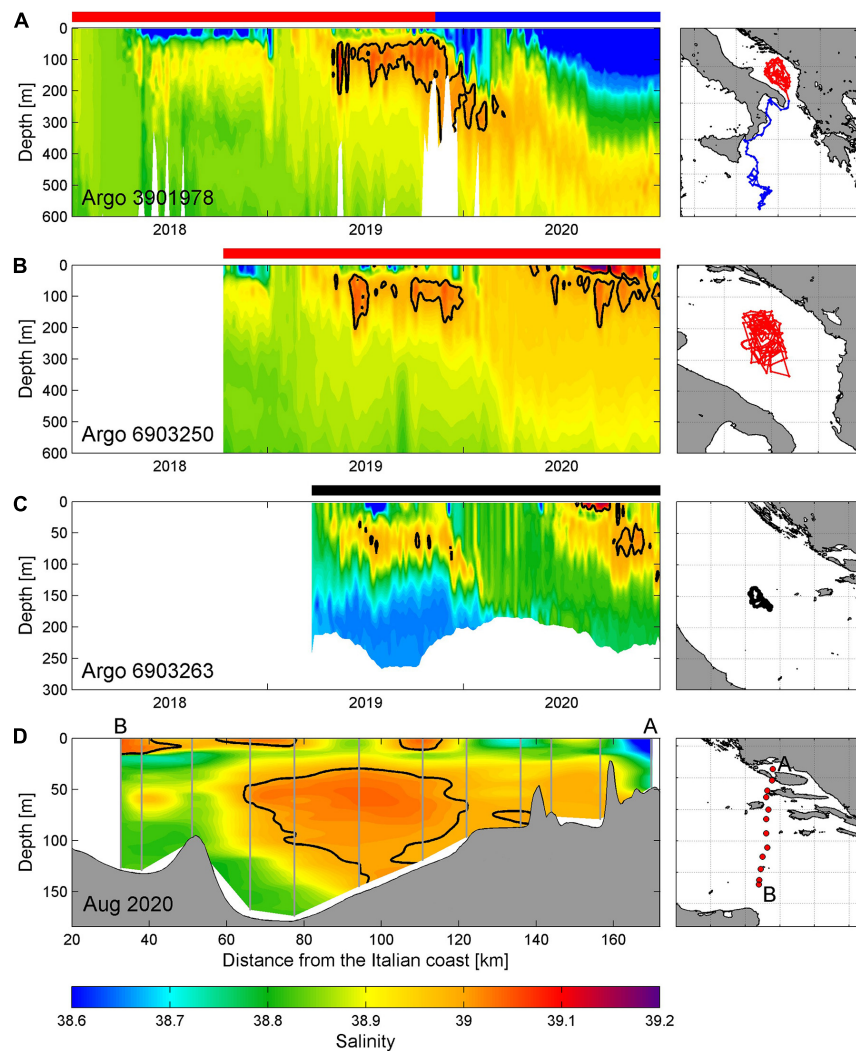 A
0
100
200
300
400
500
600
Depth [m]
Argo 3901978
2018
2019
2020
B
0
100
200
300
400
500
600
Depth [m]
Argo 6903250
2018
2019
2020
C
0
50
100
150
200
250
300
Depth [m]
Argo 6903263
2018
2019
2020
B
A
D
0
50
100
150
Depth [m]
Aug 2020
20
40
60
80
100
120
140
160
Distance from the Italian coast [km]
A
B
38.6
38.7
38.8
38.9
39
39.1
39.2
Salinity